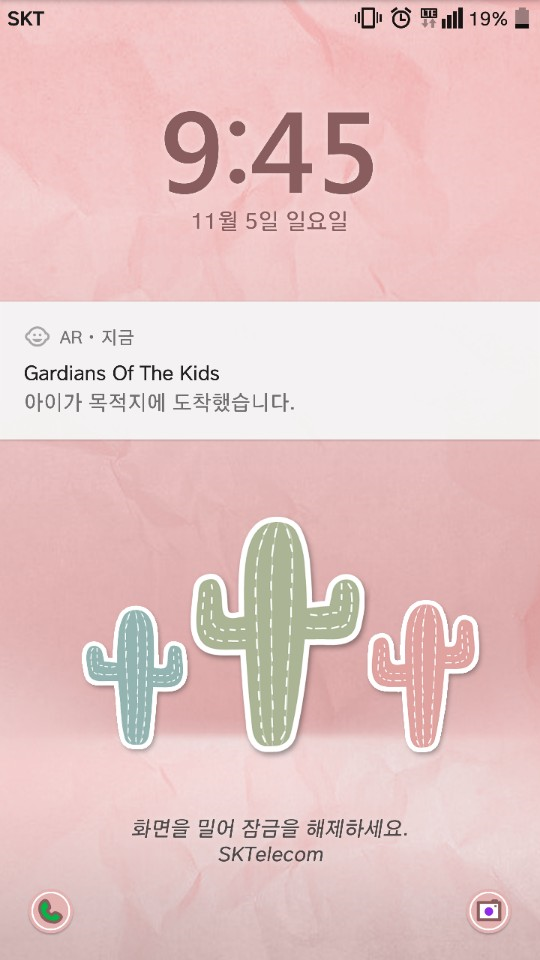 SKT
LTE
19%
9:45
11월 5일 일요일
AR • 지금
Gardians Of The Kids
아이가 목적지에 도착했습니다.
화면을 밀어 잠금을 해제하세요.
SKTelecom